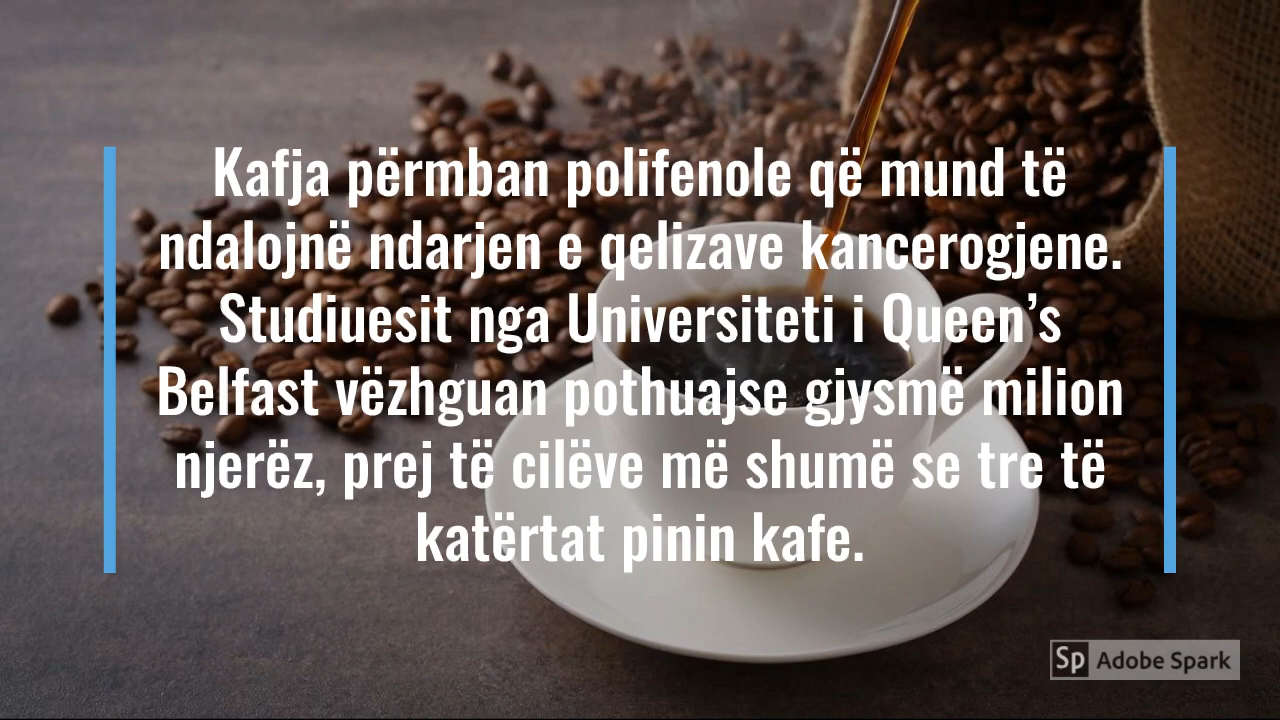 Kafja përmban polifenole që mund të
ndalojnë ndarjen e qelizave kancerogjene.
Studiuesit nga Universiteti i Queen’s
Belfast vëzhguan pothuajse gjysmë milion
njerëz, prej të cilëve më shumë se tre të
katërtat pinin kafe.
Sp Adobe Spark